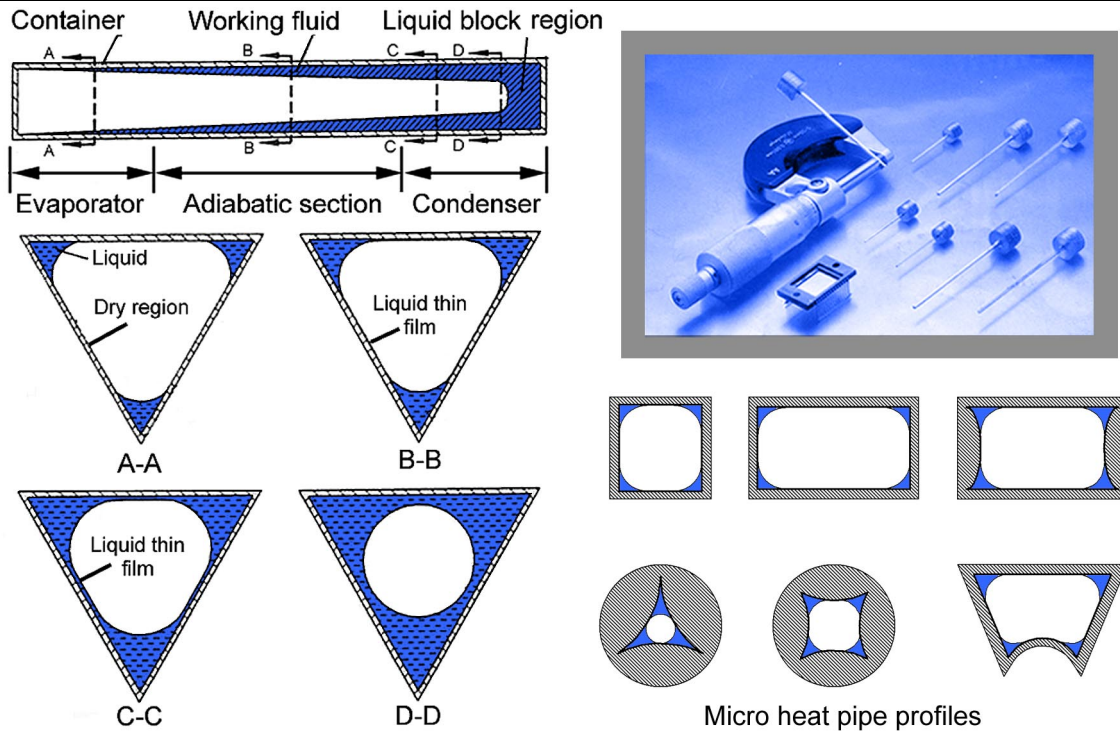 Container
Working fluid
Liquid block region
A
B
C
D
A
B
C
D
Evaporator
Adiabatic section
Condenser
Liquid
Dry region
Liquid thin
film
A-A
B-B
Liquid thin
film
C-C
D-D
Micro heat pipe profiles